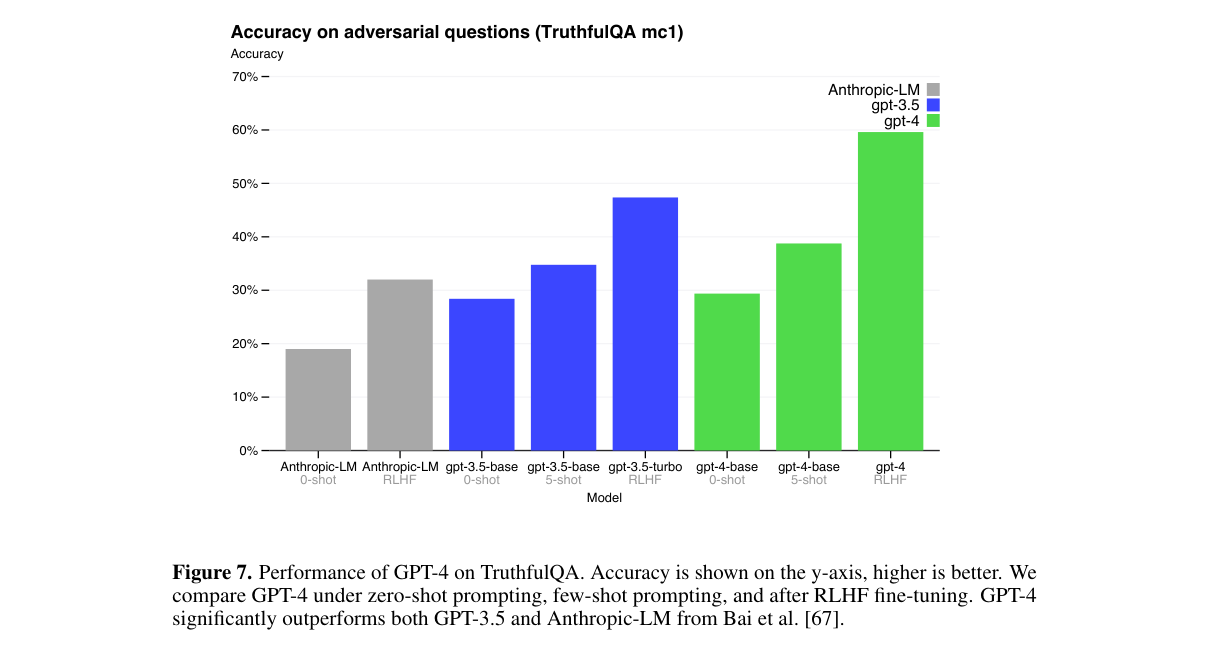 Accuracy on adversarial questions (TruthfulQA mc1)
Accuracy
70%
Anthropic-LM
gpt-3.5
gpt-4
60%
50%
40%
30%
20%
10%
0%
Anthropic-LM Anthropic-LM gpt-3.5-base gpt-3.5-base gpt-3.5-turbo gpt-4-base gpt-4-base gpt-4
0-shot RLHF 0-shot 5-shot RLHF 0-shot 5-shot RLHF
Model
Figure 7. Performance of GPT-4 on TruthfulQA. Accuracy is shown on the y-axis, higher is better. We
compare GPT-4 under zero-shot prompting, few-shot prompting, and after RLHF fine-tuning. GPT-4
significantly outperforms both GPT-3.5 and Anthropic-LM from Bai et al. [67].